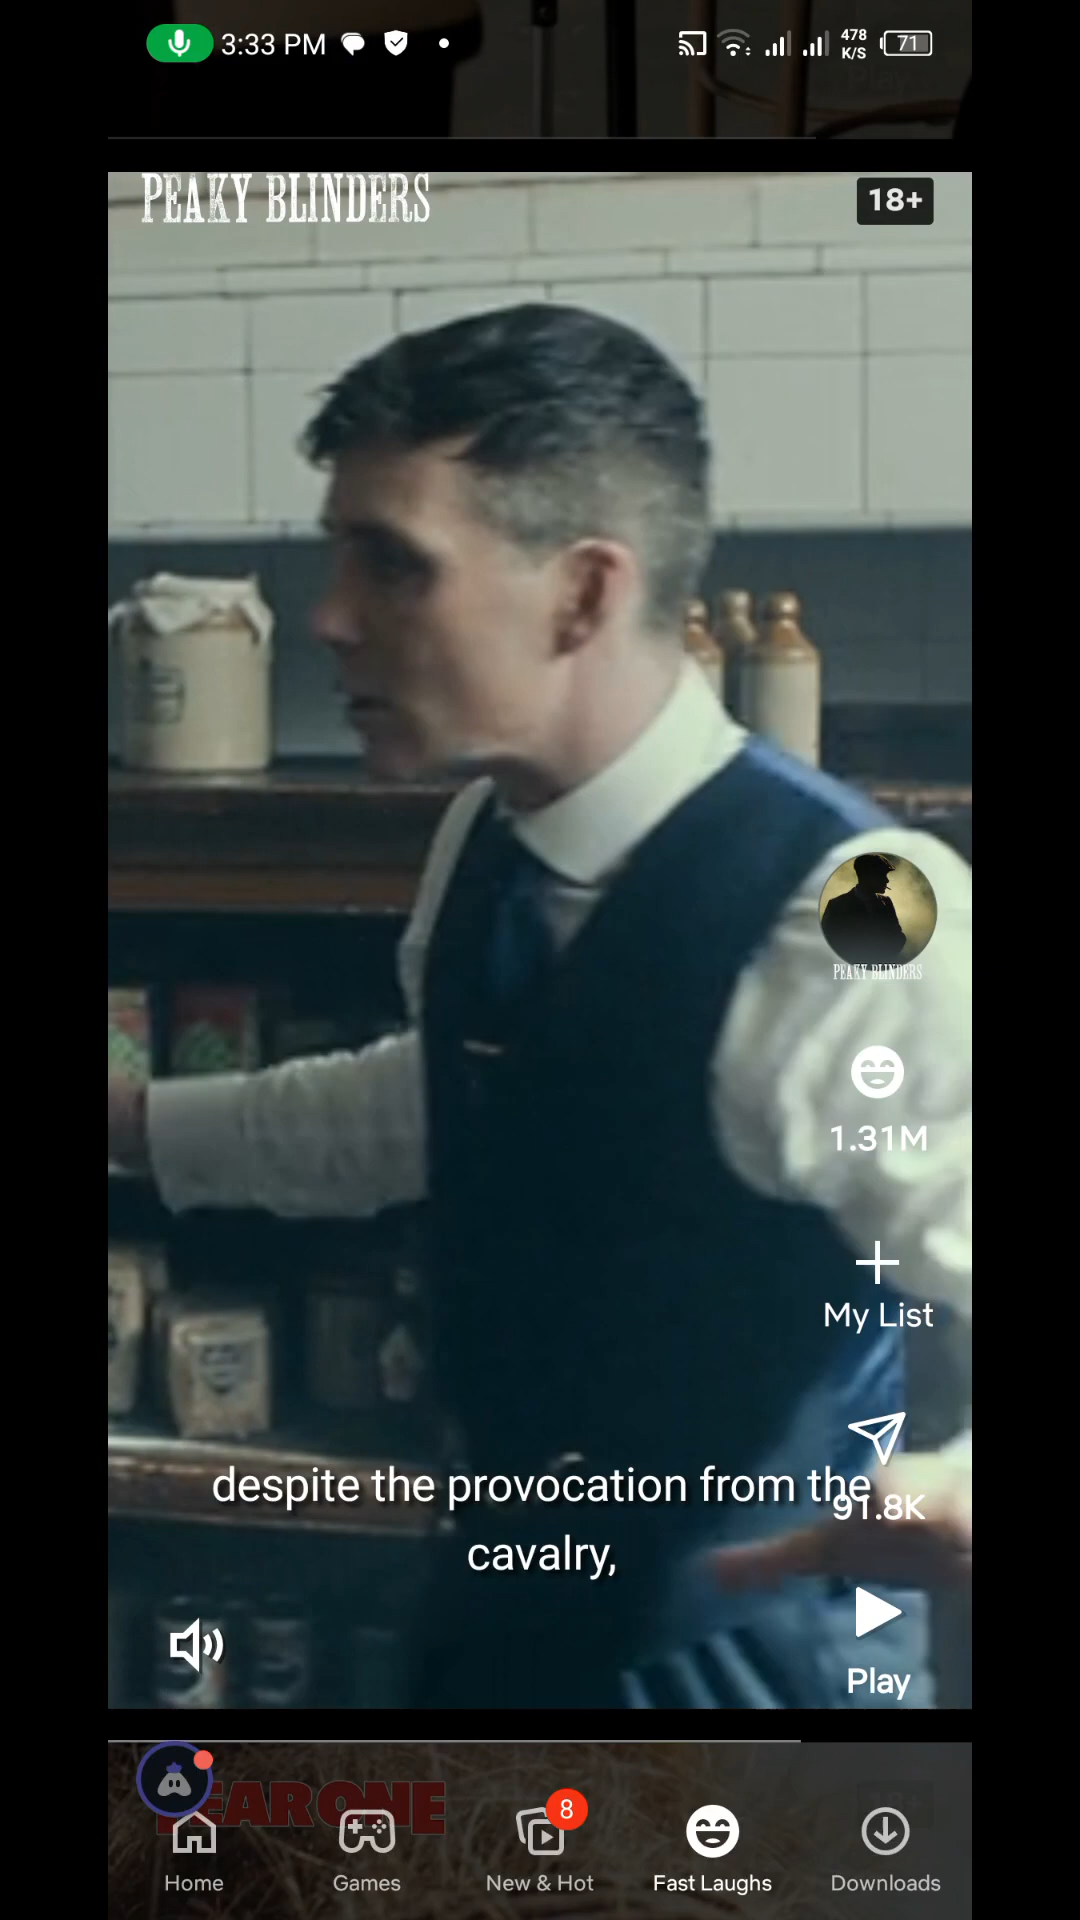 3:33 PM
478
K/S
71
Play
PEAKY BLINDERS
18+
PEAKY BLINDERS
1.31M
My List
91.8K
despite the provocation from the
cavalry,
Play
8
Home
Games
New & Hot
Fast Laughs
Downloads